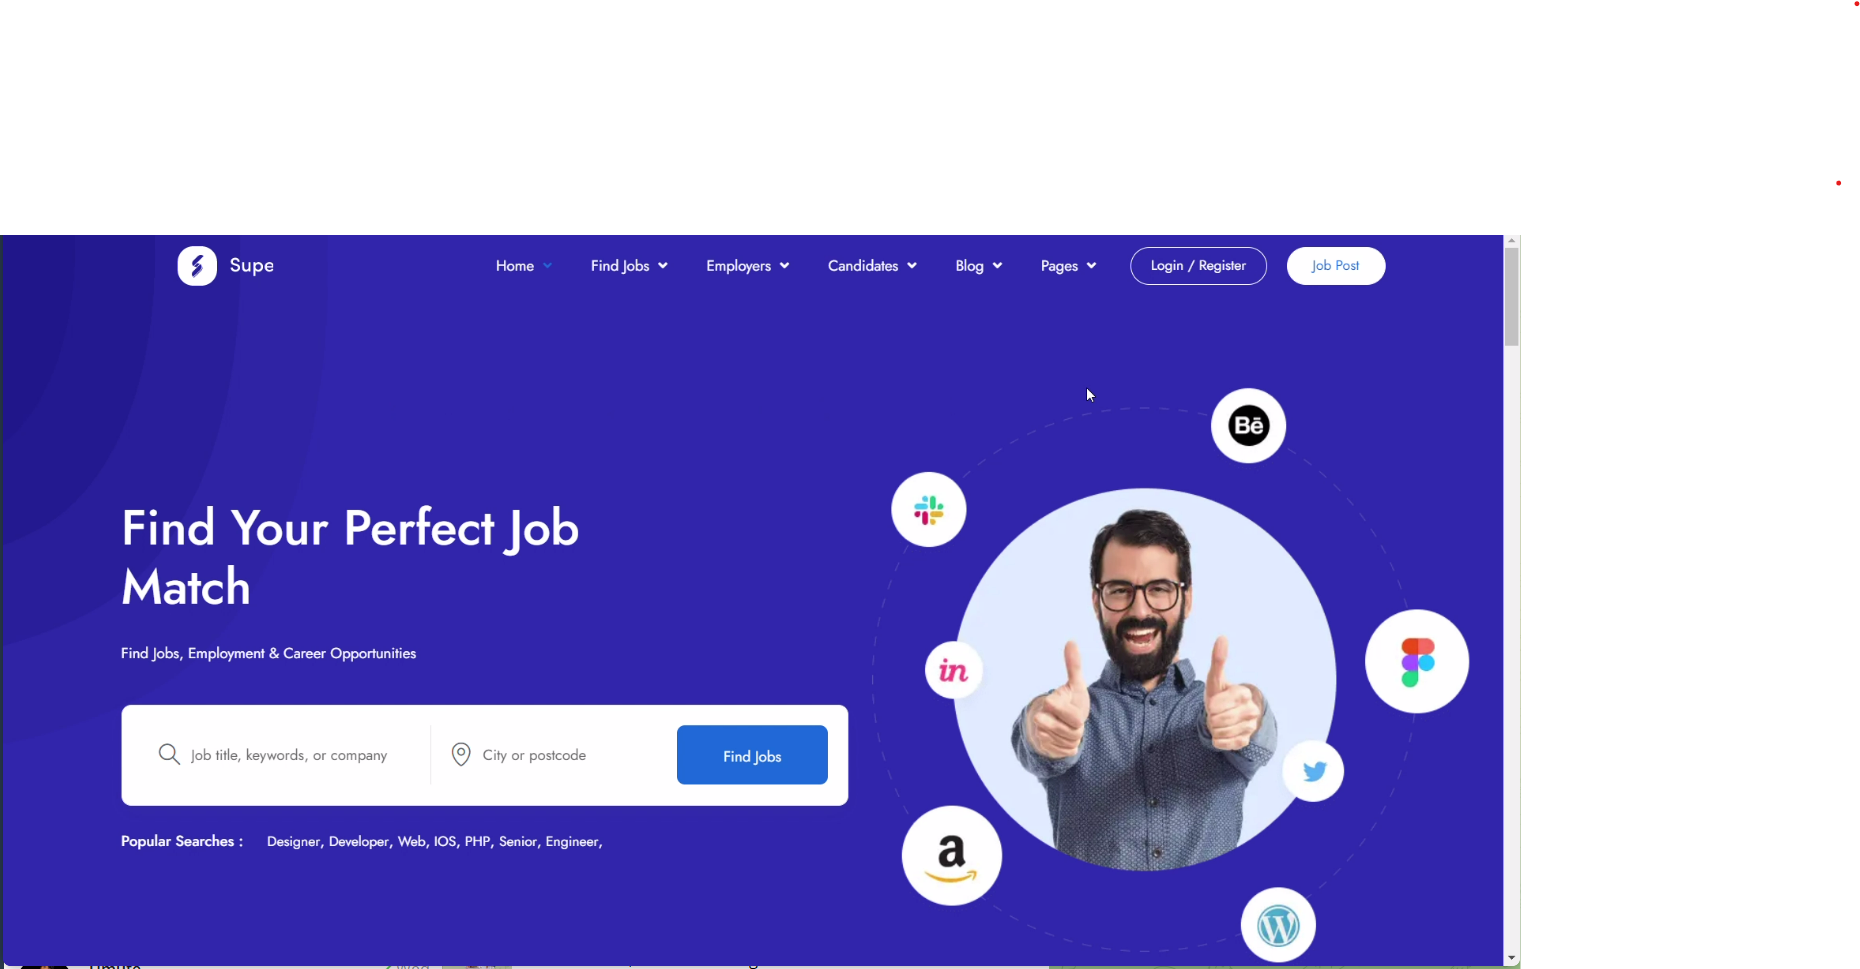 Supe
Home
Find Jobs
Employers
Candidates
Blog
Pages
Login / Register
Job Post
Bē
Find Your Perfect Job
Match
in
Find Jobs, Employment & Career Opportunities
Job title, keywords, or company
City or postcode
Find Jobs
a
Popular Searches :
Designer, Developer, Web, IOS, PHP, Senior, Engineer,
W